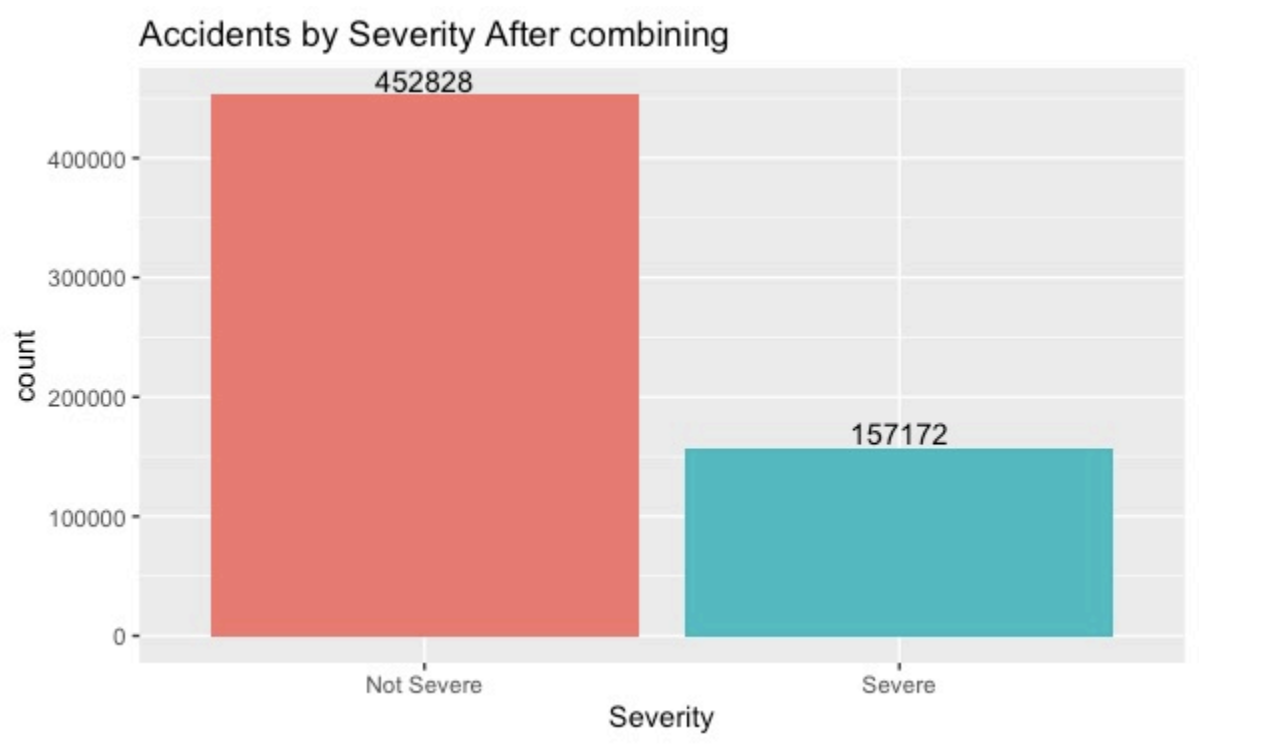 Accidents by Severity After combining
452828
400000
300000
count
200000
157172
100000
0
Not Severe
Severe
Severity